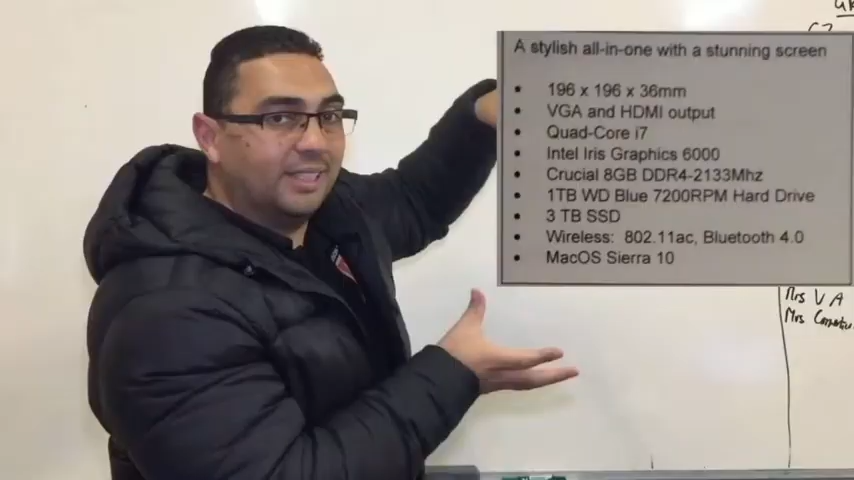 A stylish all-in-one with a stunning screen
• 196 x 196 x 36mm
• VGA and HDMI output
• Quad-Core i7
• Intel Iris Graphics 6000
• Crucial 8GB DDR4-2133Mhz
• 1TB WD Blue 7200RPM Hard Drive
• 3 TB SSD
• Wireless: 802.11ac, Bluetooth 4.0
• MacOS Sierra 10
Mrs V A
Mrs